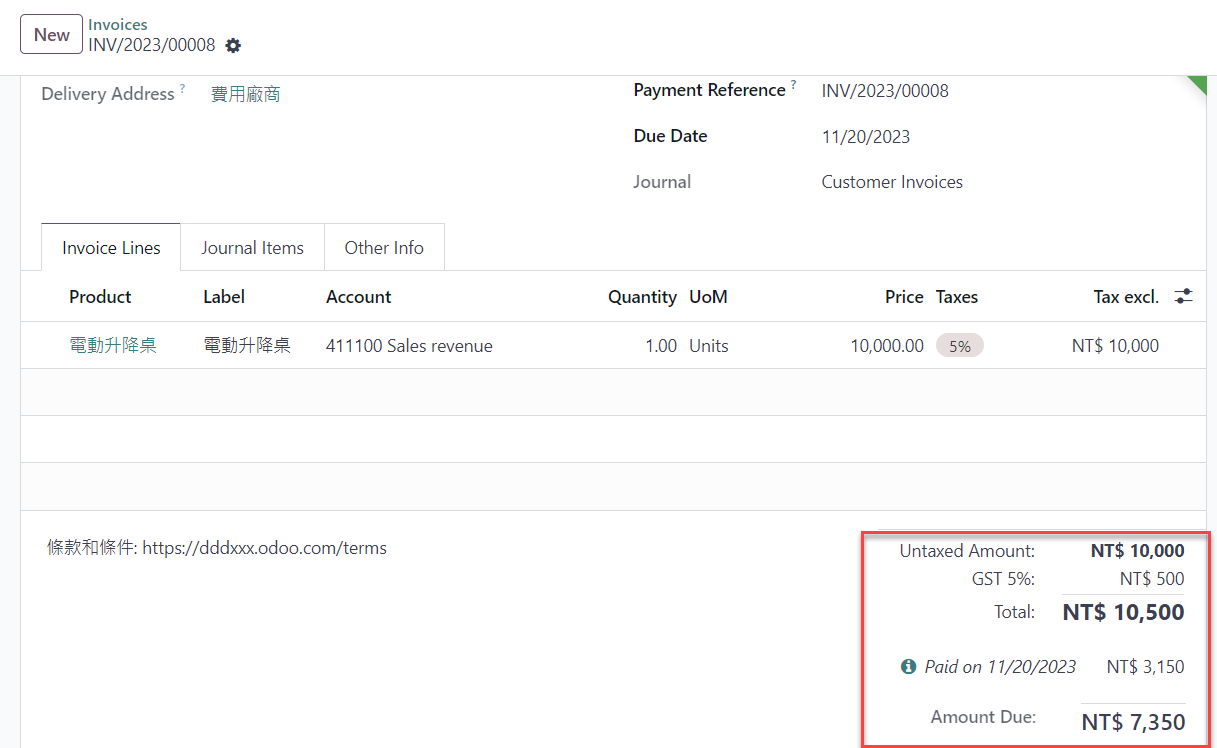 New
Invoices
INV/2023/00008
Delivery Address ? 費用廠商
Payment Reference ? INV/2023/00008
Due Date 11/20/2023
Journal Customer Invoices
Invoice Lines Journal Items Other Info
Product Label Account Quantity UoM Price Taxes Tax excl.
電動升降桌 電動升降桌 411100 Sales revenue 1.00 Units 10,000.00 5% NT$ 10,000
條款和條件: https://dddxxx.odoo.com/terms
Untaxed Amount: NT$ 10,000
GST 5%: NT$ 500
Total: NT$ 10,500
Paid on 11/20/2023 NT$ 3,150
Amount Due: NT$ 7,350